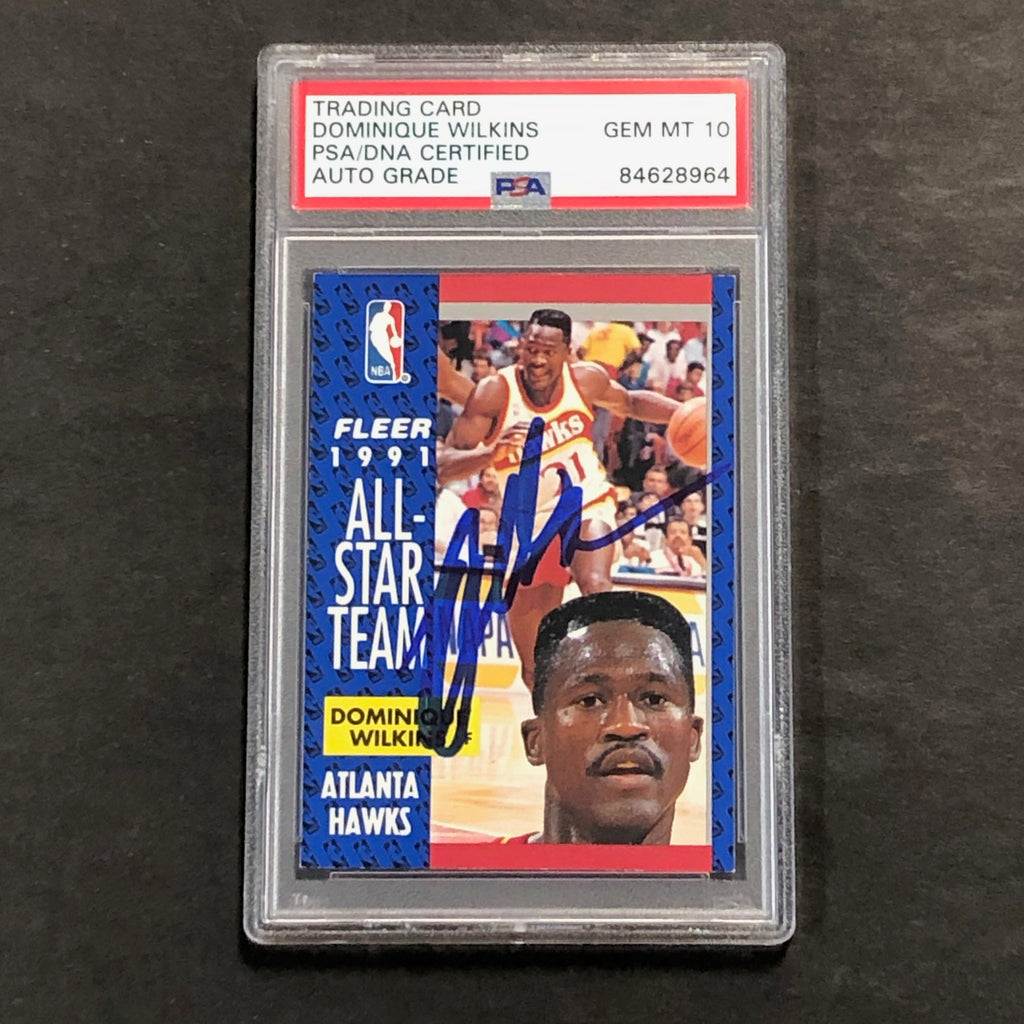 TRADING CARD
DOMINIQUE WILKINS GEM MT 10
PSA/DNA CERTIFIED
AUTO GRADE PSA 84628964
NBA
FLEER
1991
ALL-
STAR
TEAM
DOMINIQUE
WILKINS F
ATLANTA
HAWKS